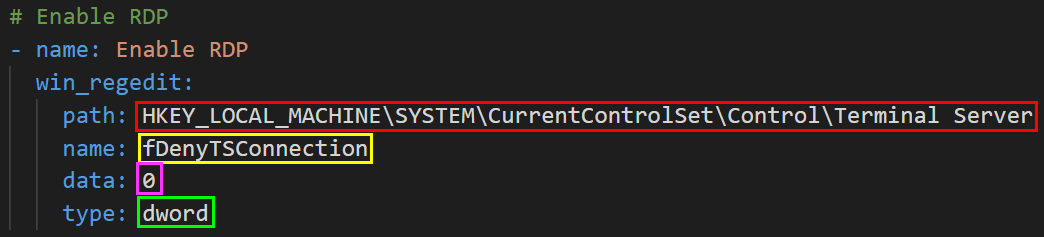 # Enable RDP
- name: Enable RDP
win_regedit:
path: HKEY_LOCAL_MACHINE\SYSTEM\CurrentControlSet\Control\Terminal Server
name: fDenyTSConnection
data: 0
type: dword